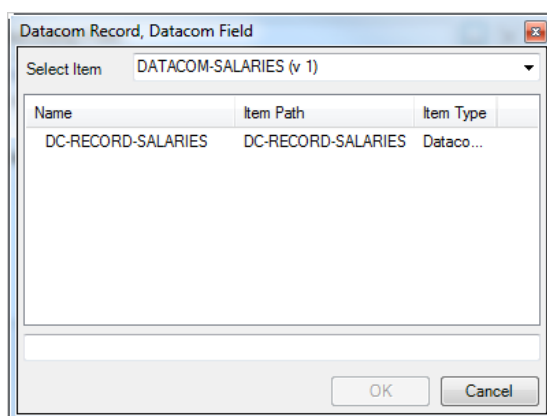 Datacom Record, Datacom Field
Select Item DATACOM-SALARIES (v 1)
Name Item Path Item Type
DC-RECORD-SALARIES DC-RECORD-SALARIES Dataco...
OK Cancel